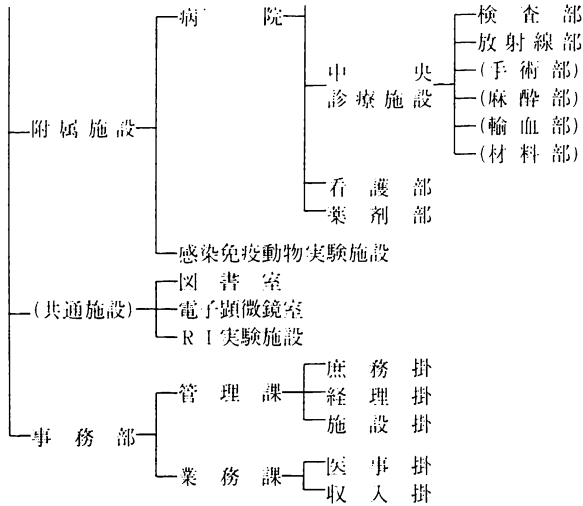 病院
検査部
放射線部
(手術部)
中央
診療施設
(麻酔部)
附属施設
(輸血部)
(材料部)
看護部
薬剤部
感染免疫動物実験施設
図書室
(共通施設)
電子顕微鏡室
RI実験施設
管理課
庶務掛
経理掛
施設掛
事務部
業務課
医事掛
収入掛